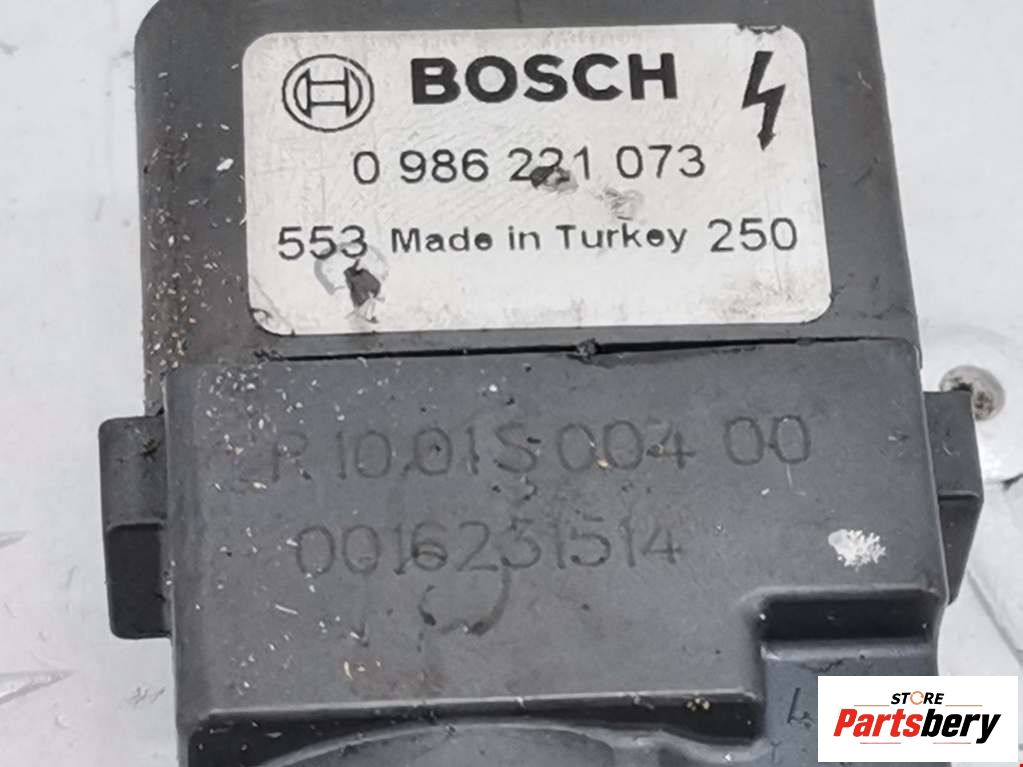 BOSCH
0 986 221 073
553 Made in Turkey 250
R 10.01S 004 00
0016231514
STORE
Partsbery